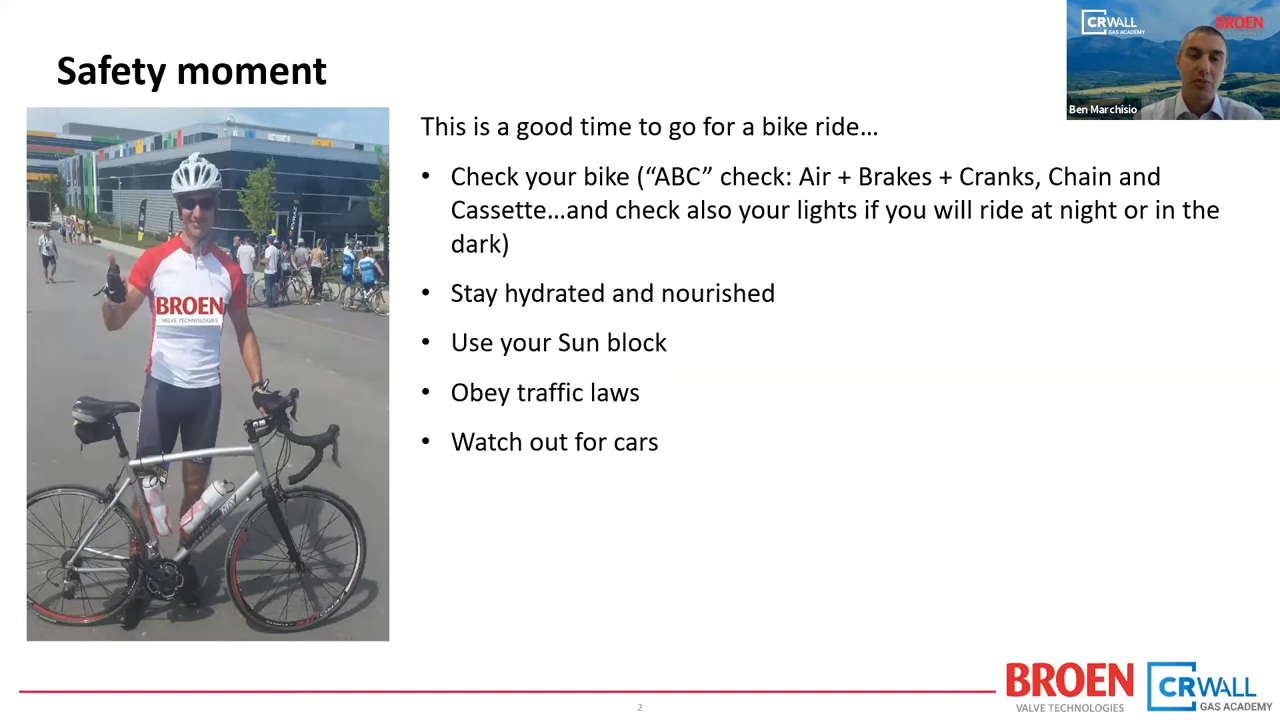 CRWALL
GAS ACADEMY
BROEN
Ben Marchisio
Safety moment
This is a good time to go for a bike ride…
• Check your bike (“ABC” check: Air + Brakes + Cranks, Chain and
Cassette…and check also your lights if you will ride at night or in the
dark)
• Stay hydrated and nourished
• Use your Sun block
• Obey traffic laws
• Watch out for cars
BROEN
VALVE TECHNOLOGIES
2
BROEN
VALVE TECHNOLOGIES
CRWALL
GAS ACADEMY